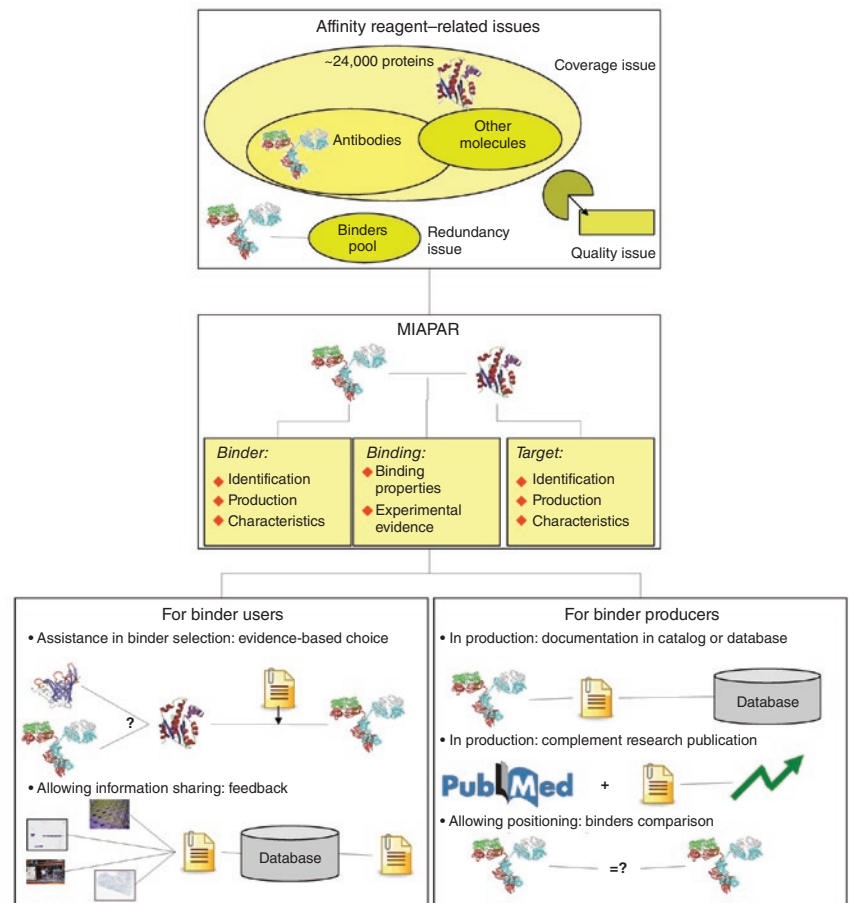 Affinity reagent–related issues
~24,000 proteins
Coverage issue
Antibodies
Other
molecules
Binders
pool
Redundancy
issue
Quality issue
MIAPAR
Binder:
Identification
Production
Characteristics
Binding:
Binding
properties
Experimental
evidence
Target:
Identification
Production
Characteristics
For binder users
• Assistance in binder selection: evidence-based choice
?
• Allowing information sharing: feedback
Database
For binder producers
• In production: documentation in catalog or database
Database
• In production: complement research publication
PubMed
+
• Allowing positioning: binders comparison
=?